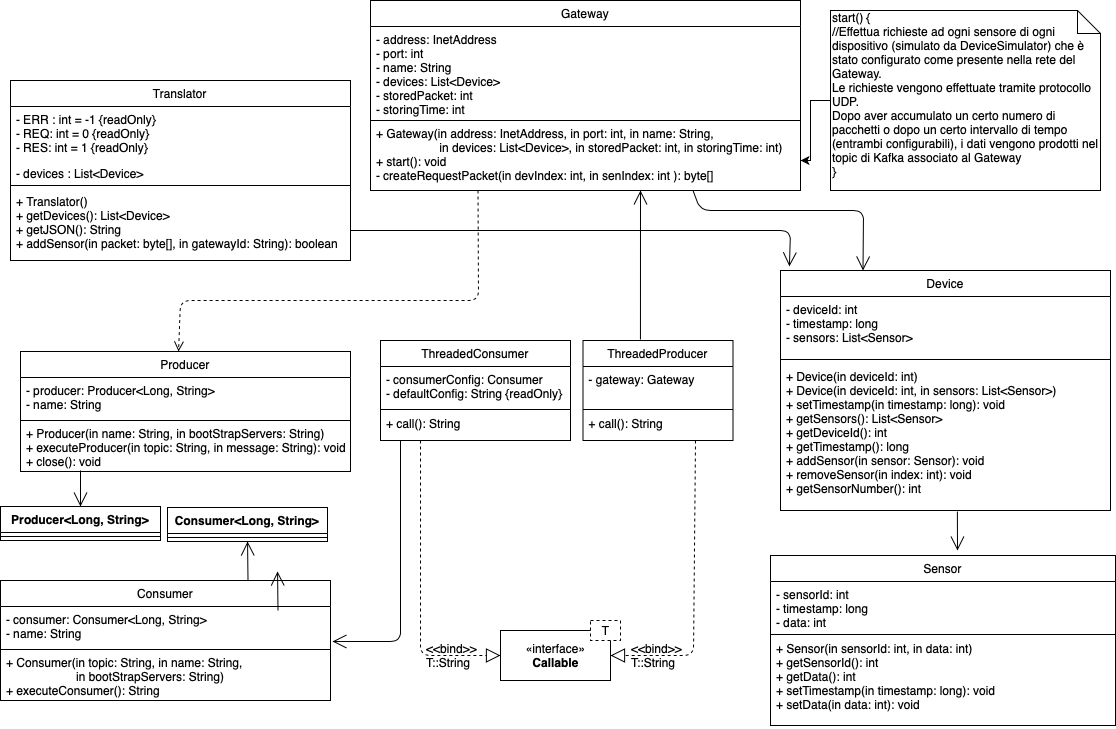 Gateway
- address: InetAddress
- port: int
- name: String
- devices: List<Device>
- storedPacket: int
- storingTime: int
+ Gateway(in address: InetAddress, in port: int, in name: String,
in devices: List<Device>, in storedPacket: int, in storingTime: int)
+ start(): void
- createRequestPacket(in devIndex: int, in senIndex: int ): byte[]
start() {
//Effettua richieste ad ogni sensore di ogni
dispositivo (simulato da DeviceSimulator) che è
stato configurato come presente nella rete del
Gateway.
Le richieste vengono effettuate tramite protocollo
UDP.
Dopo aver accumulato un certo numero di
pacchetti o dopo un certo intervallo di tempo
(entrambi configurabili), i dati vengono prodotti nel
topic di Kafka associato al Gateway
}
Translator
- ERR : int = -1 {readOnly}
- REQ: int = 0 {readOnly}
- RES: int = 1 {readOnly}
- devices : List<Device>
+ Translator()
+ getDevices(): List<Device>
+ getJSON(): String
+ addSensor(in packet: byte[], in gatewayId: String): boolean
Device
- deviceId: int
- timestamp: long
- sensors: List<Sensor>
+ Device(in deviceId: int)
+ Device(in deviceId: int, in sensors: List<Sensor>)
+ setTimestamp(in timestamp: long): void
+ getSensors(): List<Sensor>
+ getDeviceId(): int
+ getTimestamp(): long
+ addSensor(in sensor: Sensor): void
+ removeSensor(in index: int): void
+ getSensorNumber(): int
Producer
- producer: Producer<Long, String>
- name: String
+ Producer(in name: String, in bootStrapServers: String)
+ executeProducer(in topic: String, in message: String): void
+ close(): void
ThreadedConsumer
- consumerConfig: Consumer
- defaultConfig: String {readOnly}
+ call(): String
ThreadedProducer
- gateway: Gateway
+ call(): String
Producer<Long, String>
Consumer<Long, String>
Consumer
- consumer: Consumer<Long, String>
- name: String
+ Consumer(in topic: String, in name: String,
in bootStrapServers: String)
+ executeConsumer(): String
<<bind>>
T::String
T
«interface»
Callable
<<bind>>
T::String
Sensor
- sensorId: int
- timestamp: long
- data: int
+ Sensor(in sensorId: int, in data: int)
+ getSensorId(): int
+ getData(): int
+ setTimestamp(in timestamp: long): void
+ setData(in data: int): void